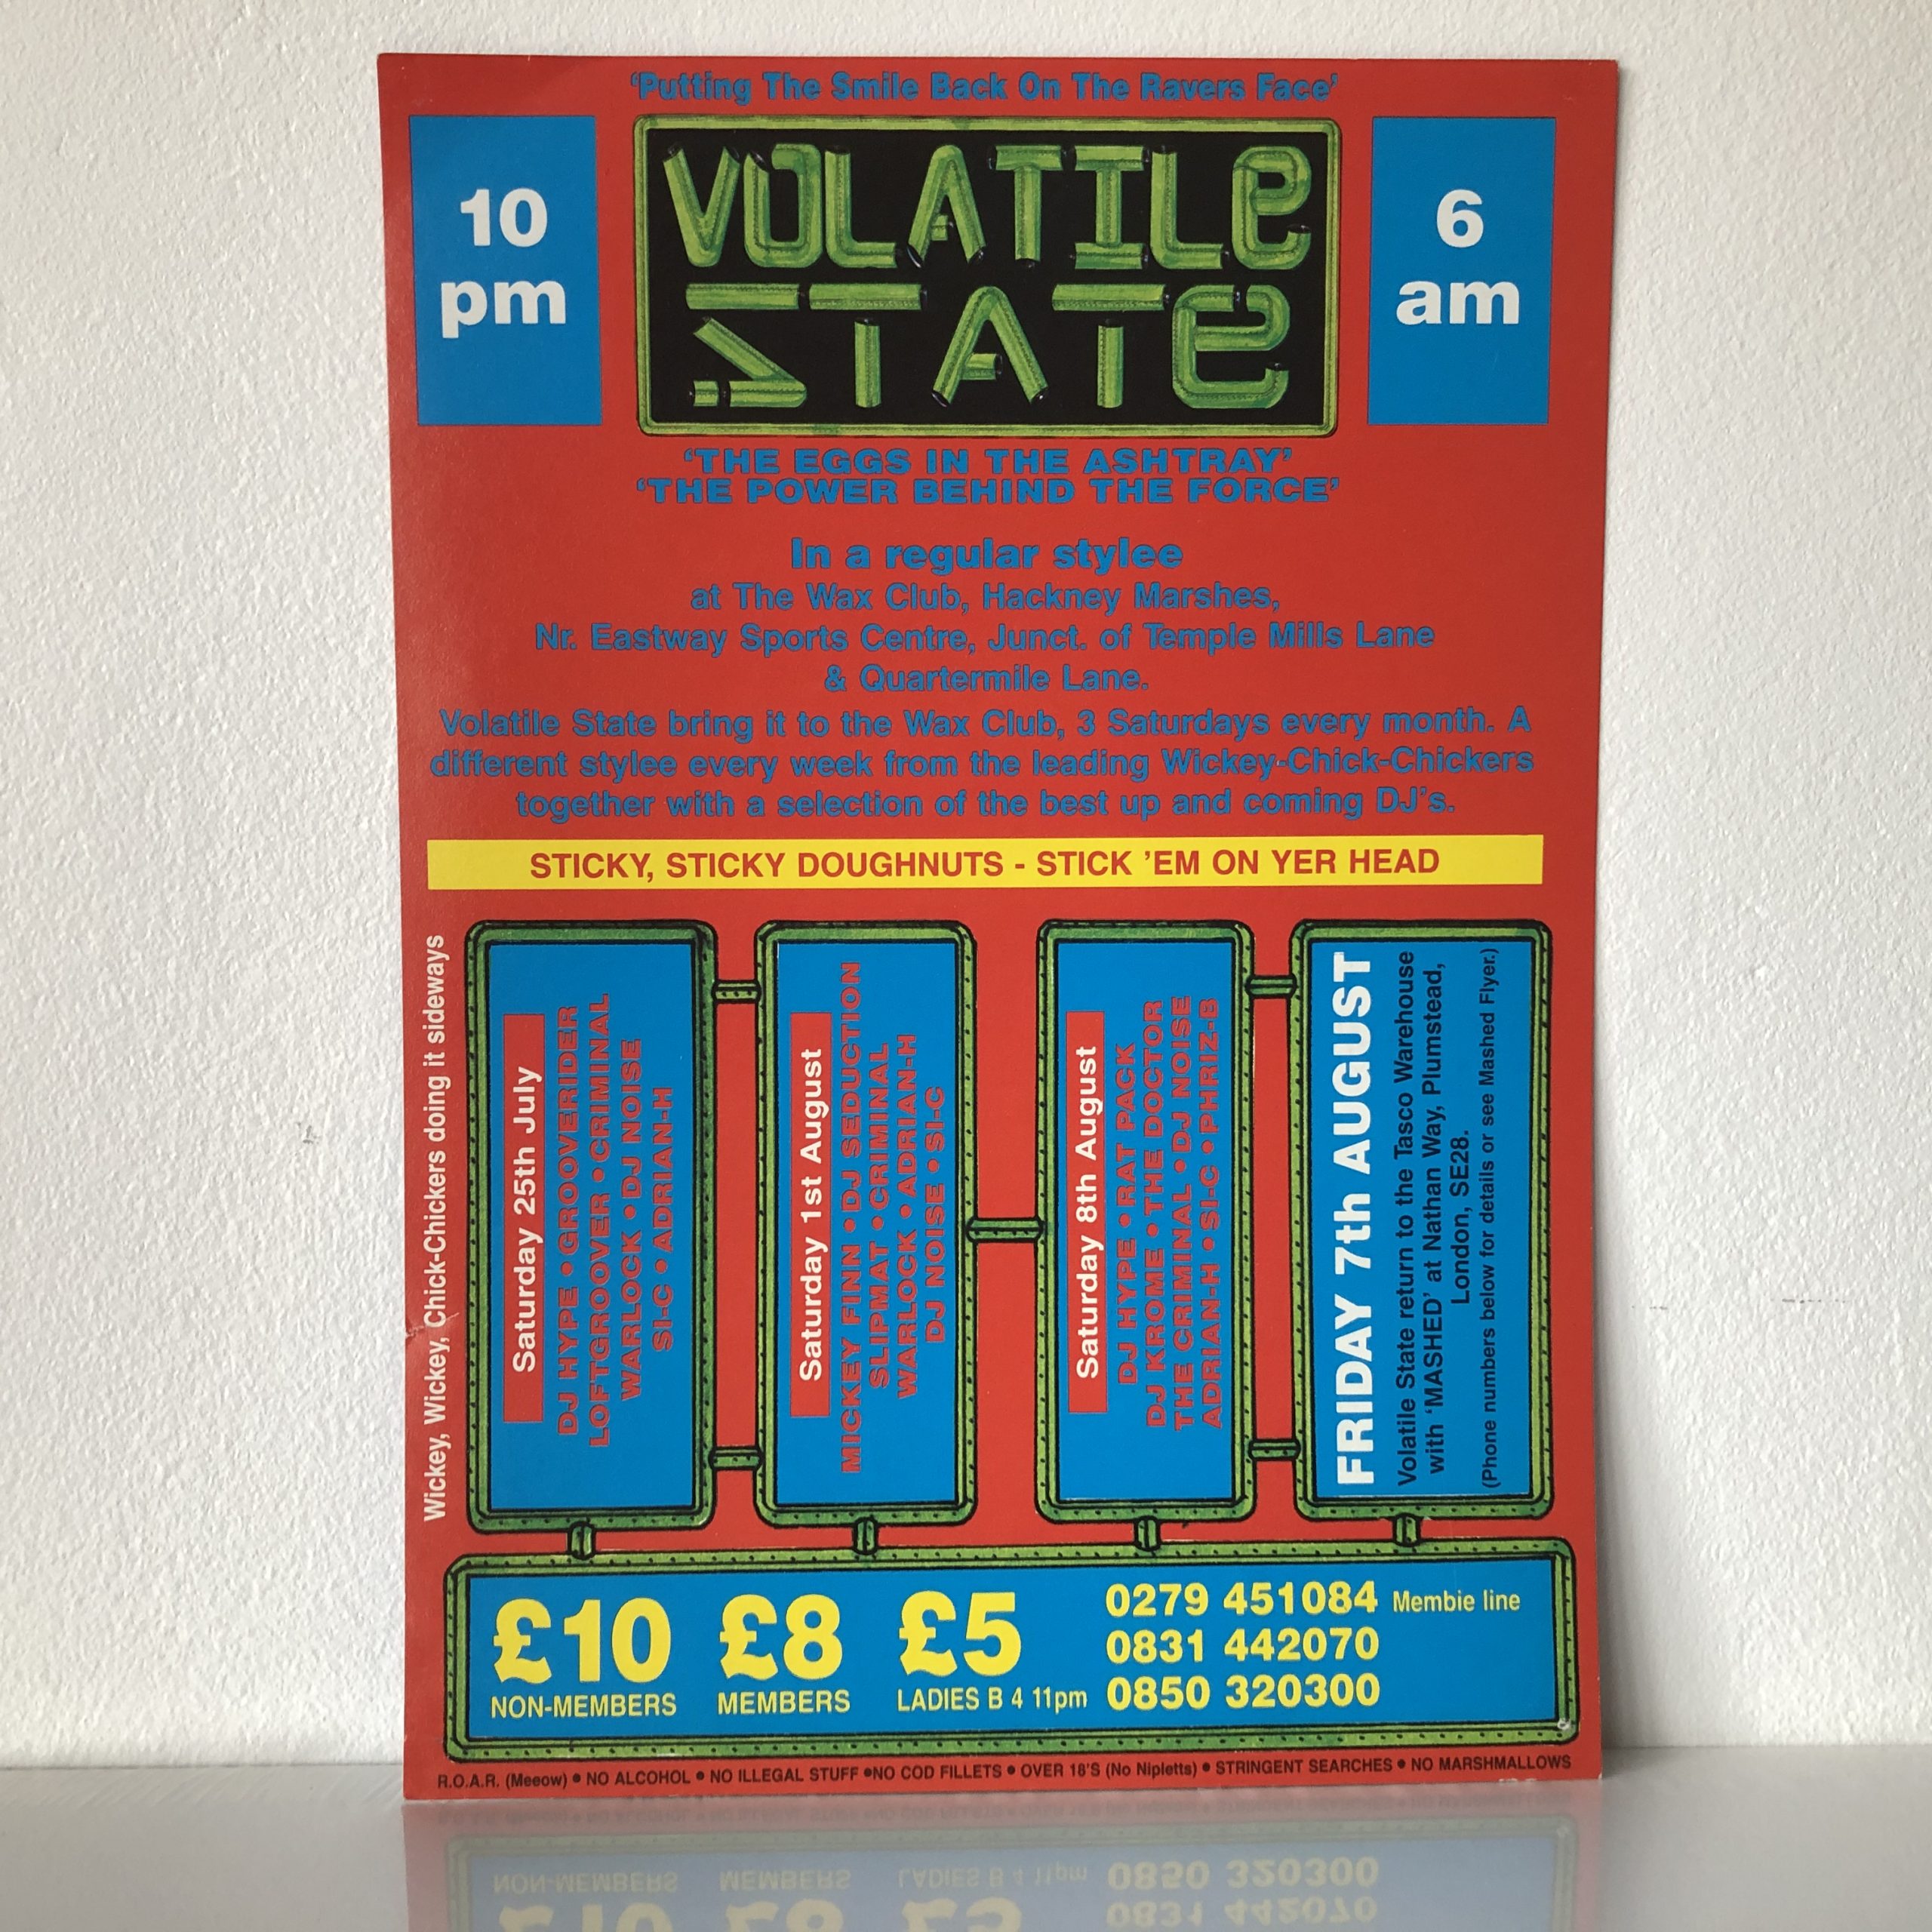 'Putting The Smile Back On The Ravers Face'
10
pm
VOLATILE
STATE
6
am
'THE EGGS IN THE ASHTRAY'
'THE POWER BEHIND THE FORCE'
In a regular stylee
at The Wax Club, Hackney Marshes,
Nr. Eastway Sports Centre, Junct. of Temple Mills Lane
& Quartermile Lane.
Volatile State bring it to the Wax Club, 3 Saturdays every month. A
different stylee every week from the leading Wickey-Chick-Chickers
together with a selection of the best up and coming DJ's.
STICKY, STICKY DOUGHNUTS - STICK 'EM ON YER HEAD
Wickey, Wickey, Chick-Chickers doing it sideways
Saturday 25th July
DJ HYPE • GROOVERIDER
LOFTGROOVER • CRIMINAL
WARLOCK • DJ NOISE
SI-C • ADRIAN-H
Saturday 1st August
MICKEY FINN • DJ SEDUCTION
SLIPMAT • CRIMINAL
WARLOCK • ADRIAN-H
DJ NOISE • SI-C
Saturday 8th August
DJ HYPE • RAT PACK
DJ KROME • THE DOCTOR
THE CRIMINAL • DJ NOISE
ADRIAN-H • SI-C • PHRIZ-B
FRIDAY 7th AUGUST
Volatile State return to the Tasco Warehouse
with 'MASHED' at Nathan Way, Plumstead,
London, SE28.
(Phone numbers below for details or see Mashed Flyer.)
£10
NON-MEMBERS
£8
MEMBERS
£5
LADIES B 4 11pm
0279 451084 Membie line
0831 442070
0850 320300
R.O.A.R. (Meeow) • NO ALCOHOL • NO ILLEGAL STUFF •NO COD FILLETS • OVER 18'S (No Nipletts) • STRINGENT SEARCHES • NO MARSHMALLOWS